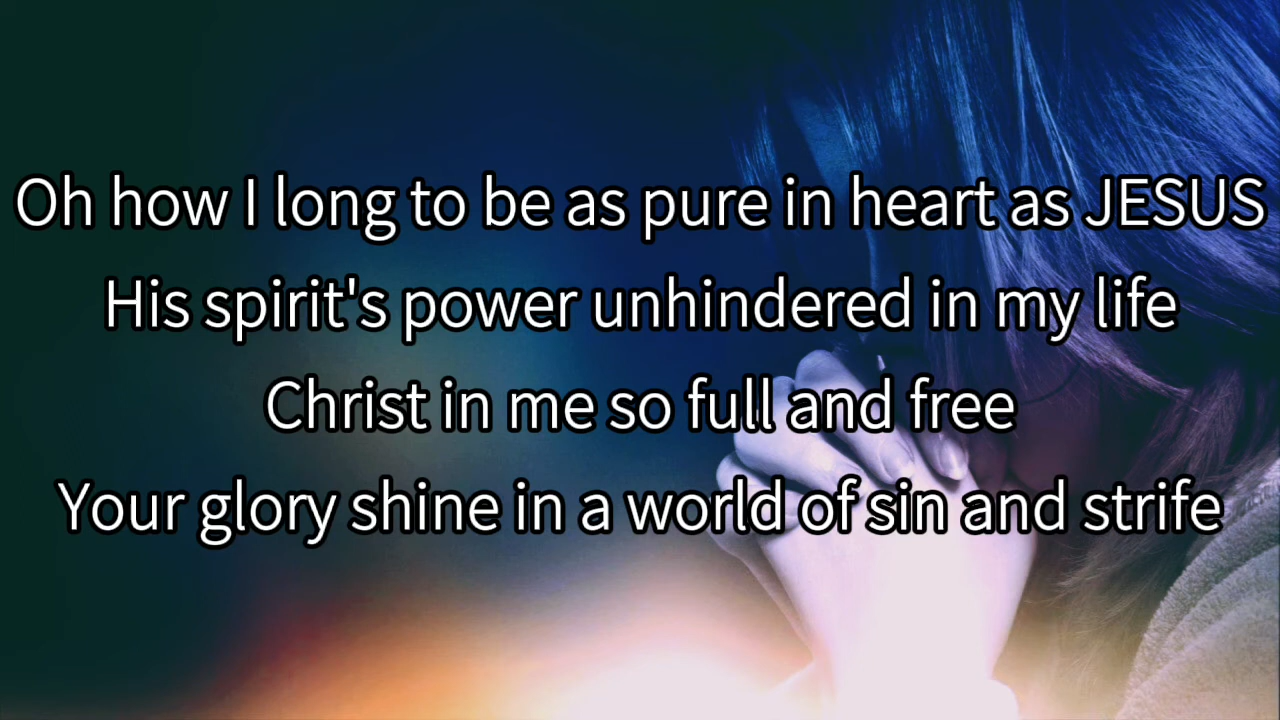 Oh how I long to be as pure in heart as JESUS
His spirit's power unhindered in my life
Christ in me so full and free
Your glory shine in a world of sin and strife